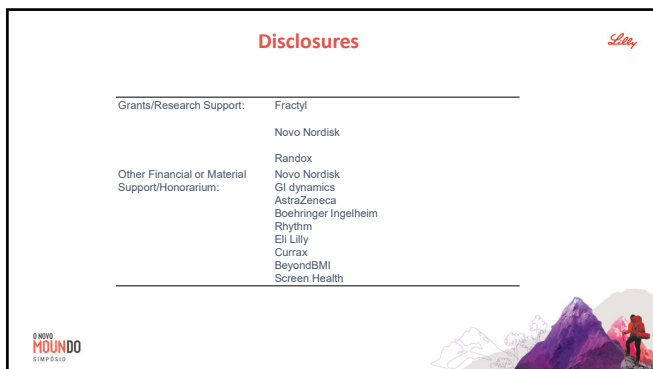 Disclosures
Lilly
Grants/Research Support: Fractyl
Novo Nordisk
Randox
Other Financial or Material Novo Nordisk
Support/Honorarium: GI dynamics
AstraZeneca
Boehringer Ingelheim
Rhythm
Eli Lilly
Currax
BeyondBMI
Screen Health
O NOVO
MOUNDO
SIMPÓSIO